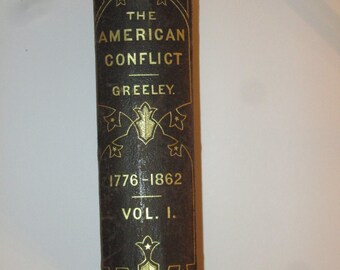 THE
AMERICAN
CONFLICT
GREELEY.
1776-1862
VOL. I.